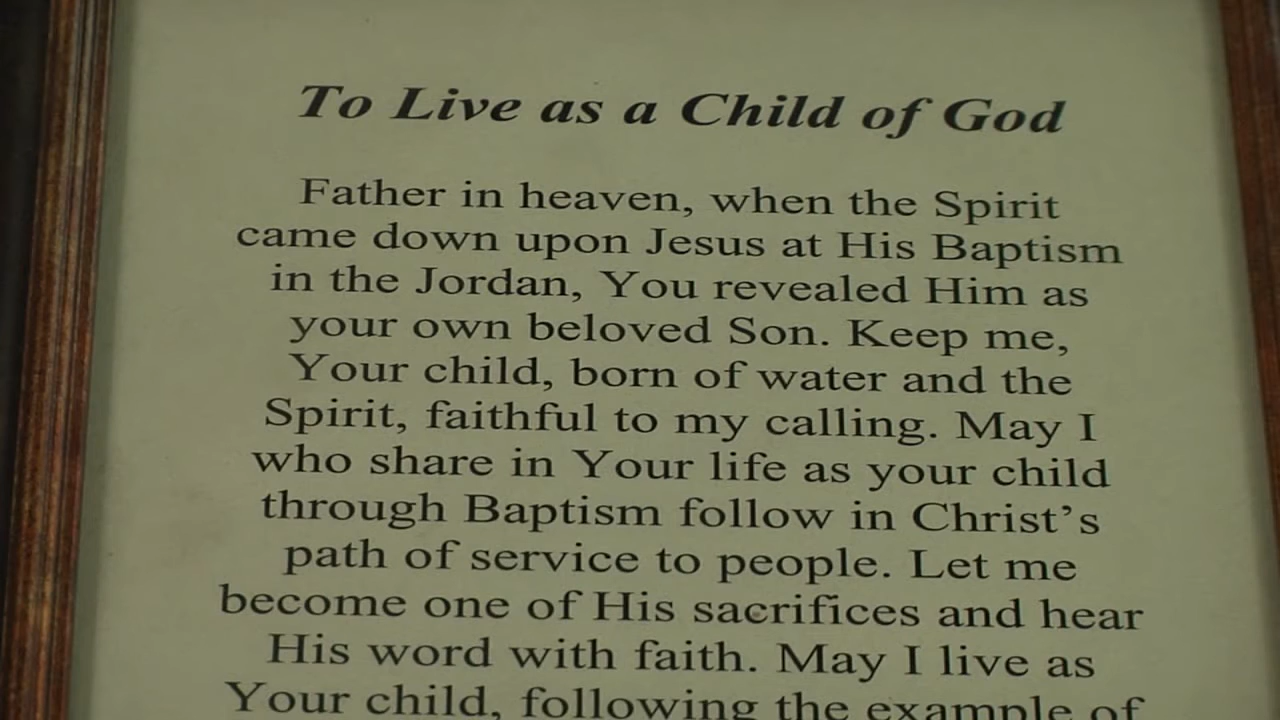 To Live as a Child of God
Father in heaven, when the Spirit
came down upon Jesus at His Baptism
in the Jordan, You revealed Him as
your own beloved Son. Keep me,
Your child, born of water and the
Spirit, faithful to my calling. May I
who share in Your life as your child
through Baptism follow in Christ's
path of service to people. Let me
become one of His sacrifices and hear
His word with faith. May I live as
Your child, following the example of